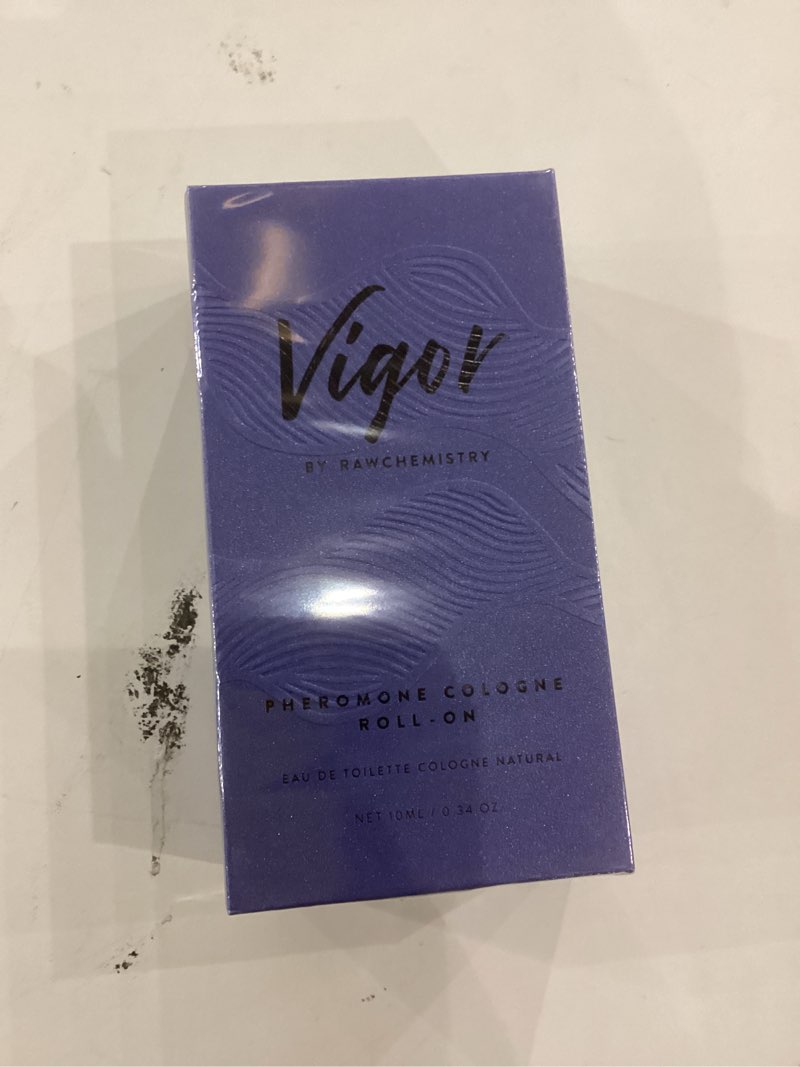 Vigor
BY RAWCHEMISTRY
PHEROMONE COLOGNE
ROLL-ON
EAU DE TOILETTE COLOGNE NATURAL
NET 10ML / 0.34 OZ